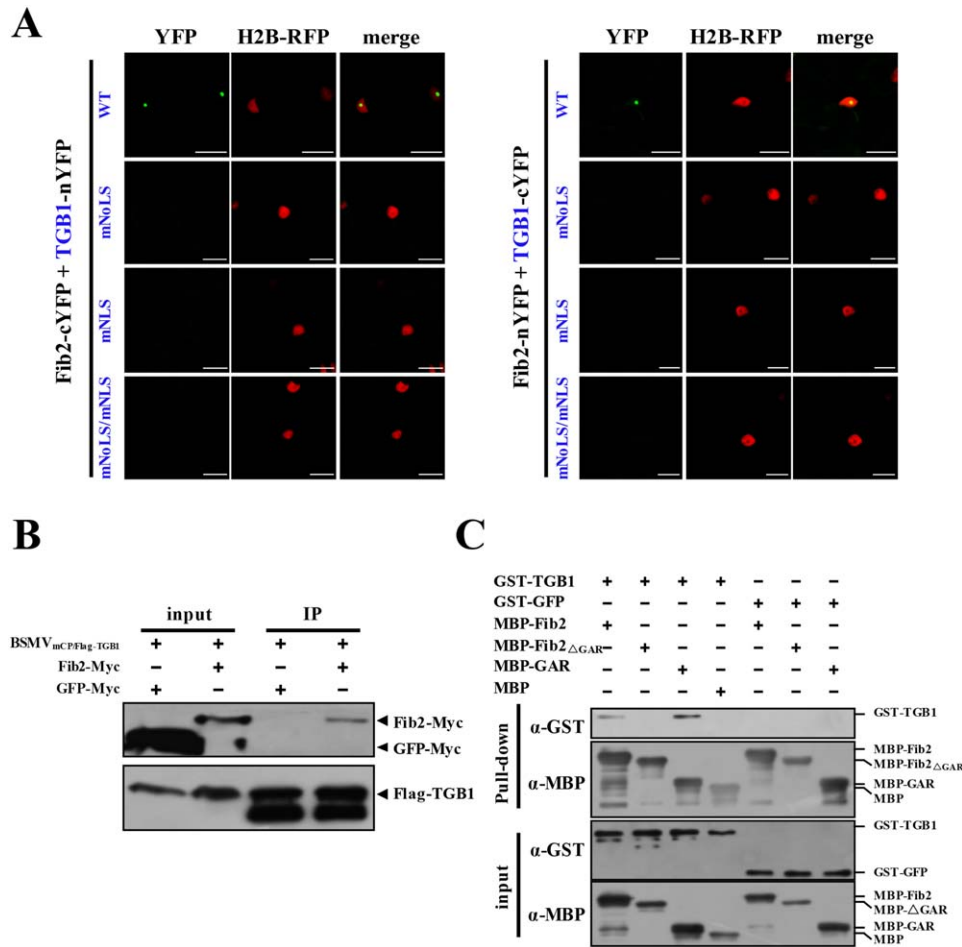 A
YFP H2B-RFP merge
Fib2-cYFP + TGB1-nYFP
WT
mNoLS
mNLS
mNoLS/mNLS
YFP H2B-RFP merge
Fib2-nYFP + TGB1-cYFP
WT
mNoLS
mNLS
mNoLS/mNLS
B
input IP
BSMVmCP/Flag-TGB1 + + + +
Fib2-Myc − + − +
GFP-Myc + − + −
Fib2-Myc
GFP-Myc
Flag-TGB1
C
GST-TGB1 + + + + − − −
GST-GFP − − − − + + +
MBP-Fib2 + − − − + − −
MBP-Fib2△GAR − + − − − + −
MBP-GAR − − + − − − +
MBP − − − + − − −
Pull-down
α-GST
GST-TGB1
α-MBP
MBP-Fib2
MBP-Fib2△GAR
MBP-GAR
MBP
input
α-GST
GST-TGB1
GST-GFP
α-MBP
MBP-Fib2
MBP-△GAR
MBP-GAR
MBP